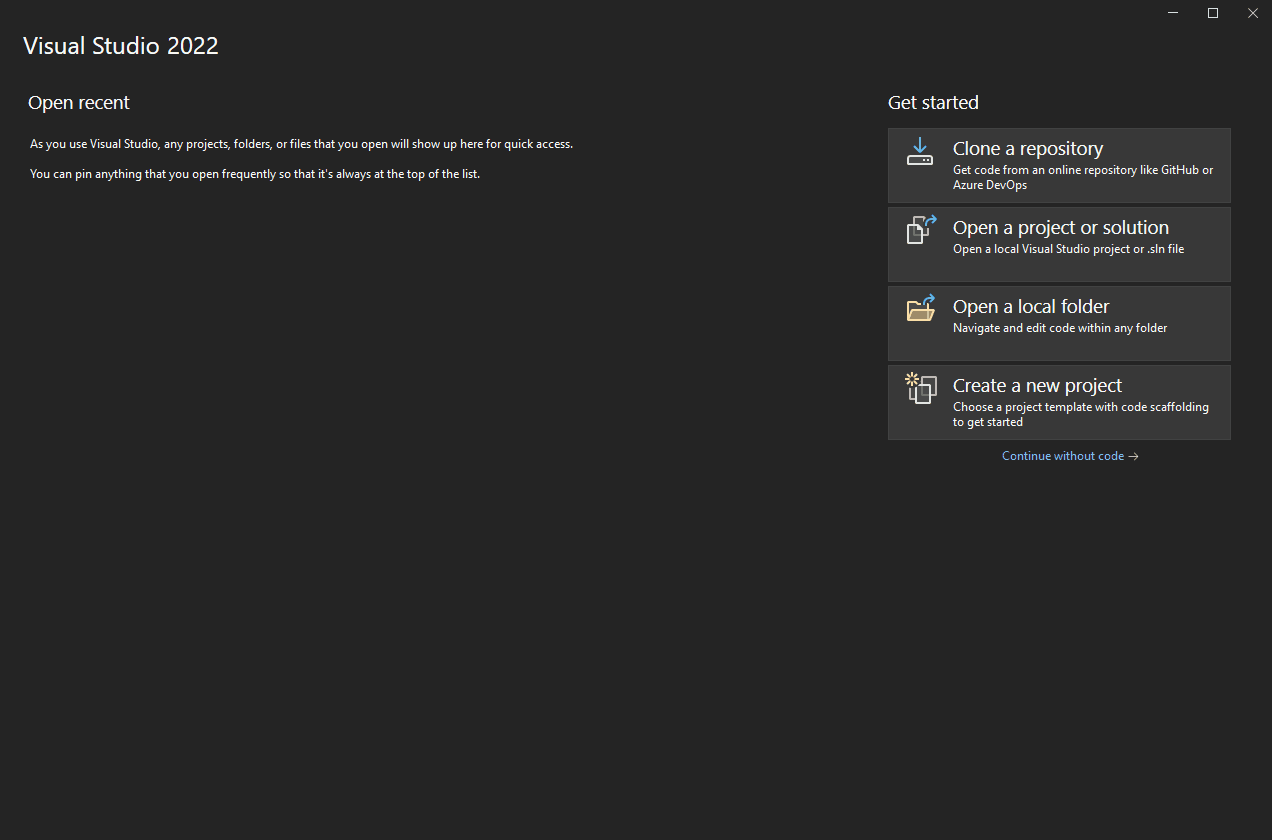 Visual Studio 2022
Open recent
As you use Visual Studio, any projects, folders, or files that you open will show up here for quick access.
You can pin anything that you open frequently so that it's always at the top of the list.
Get started
Clone a repository
Get code from an online repository like GitHub or
Azure DevOps
Open a project or solution
Open a local Visual Studio project or .sln file
Open a local folder
Navigate and edit code within any folder
Create a new project
Choose a project template with code scaffolding
to get started
Continue without code →